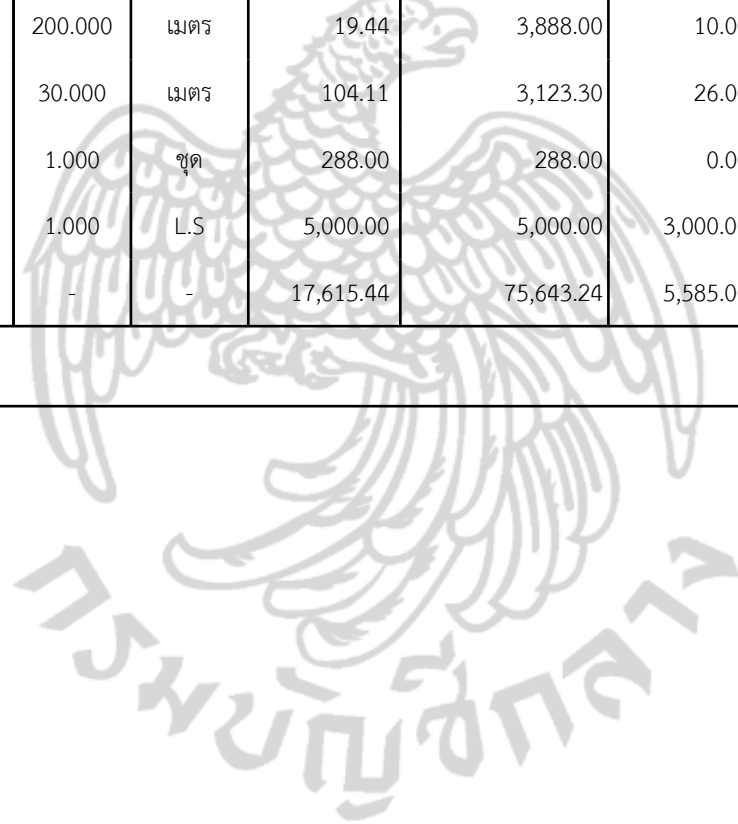 200.000 เมตร 19.44 3,888.00 10.0
30.000 เมตร 104.11 3,123.30 26.0
1.000 ชุด 288.00 288.00 0.0
1.000 L.S 5,000.00 5,000.00 3,000.0
- - 17,615.44 75,643.24 5,585.0
กรมบัญชีกลาง